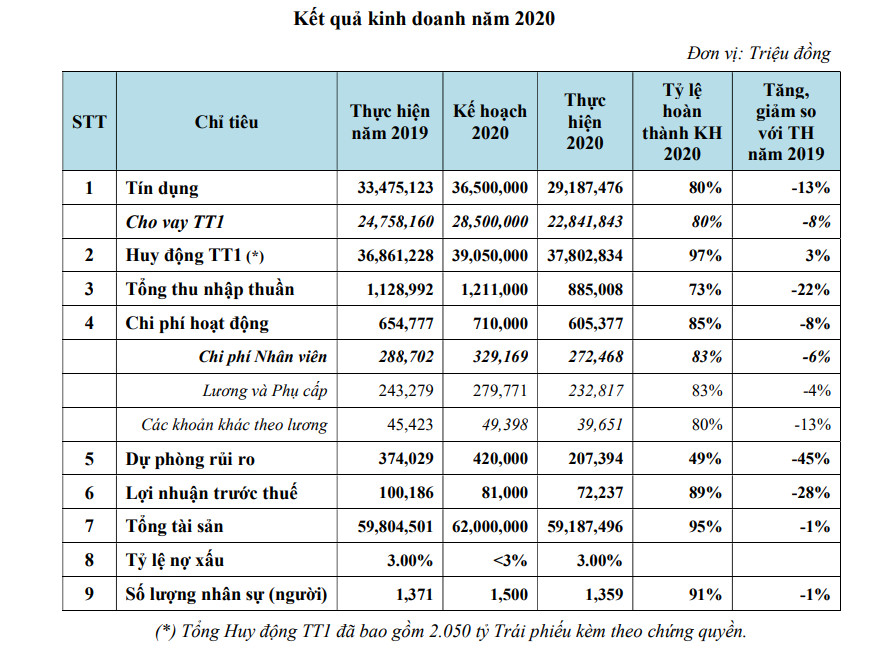 Kết quả kinh doanh năm 2020
Đơn vị: Triệu đồng
STT Chỉ tiêu Thực hiện năm 2019 Kế hoạch 2020 Thực hiện 2020 Tỷ lệ hoàn thành KH 2020 Tăng, giảm so với TH năm 2019
1 Tín dụng 33,475,123 36,500,000 29,187,476 80% -13%
Cho vay TT1 24,758,160 28,500,000 22,841,843 80% -8%
2 Huy động TT1 (*) 36,861,228 39,050,000 37,802,834 97% 3%
3 Tổng thu nhập thuần 1,128,992 1,211,000 885,008 73% -22%
4 Chi phí hoạt động 654,777 710,000 605,377 85% -8%
Chi phí Nhân viên 288,702 329,169 272,468 83% -6%
Lương và Phụ cấp 243,279 279,771 232,817 83% -4%
Các khoản khác theo lương 45,423 49,398 39,651 80% -13%
5 Dự phòng rủi ro 374,029 420,000 207,394 49% -45%
6 Lợi nhuận trước thuế 100,186 81,000 72,237 89% -28%
7 Tổng tài sản 59,804,501 62,000,000 59,187,496 95% -1%
8 Tỷ lệ nợ xấu 3.00% <3% 3.00%
9 Số lượng nhân sự (người) 1,371 1,500 1,359 91% -1%
(*) Tổng Huy động TT1 đã bao gồm 2.050 tỷ Trái phiếu kèm theo chứng quyền.